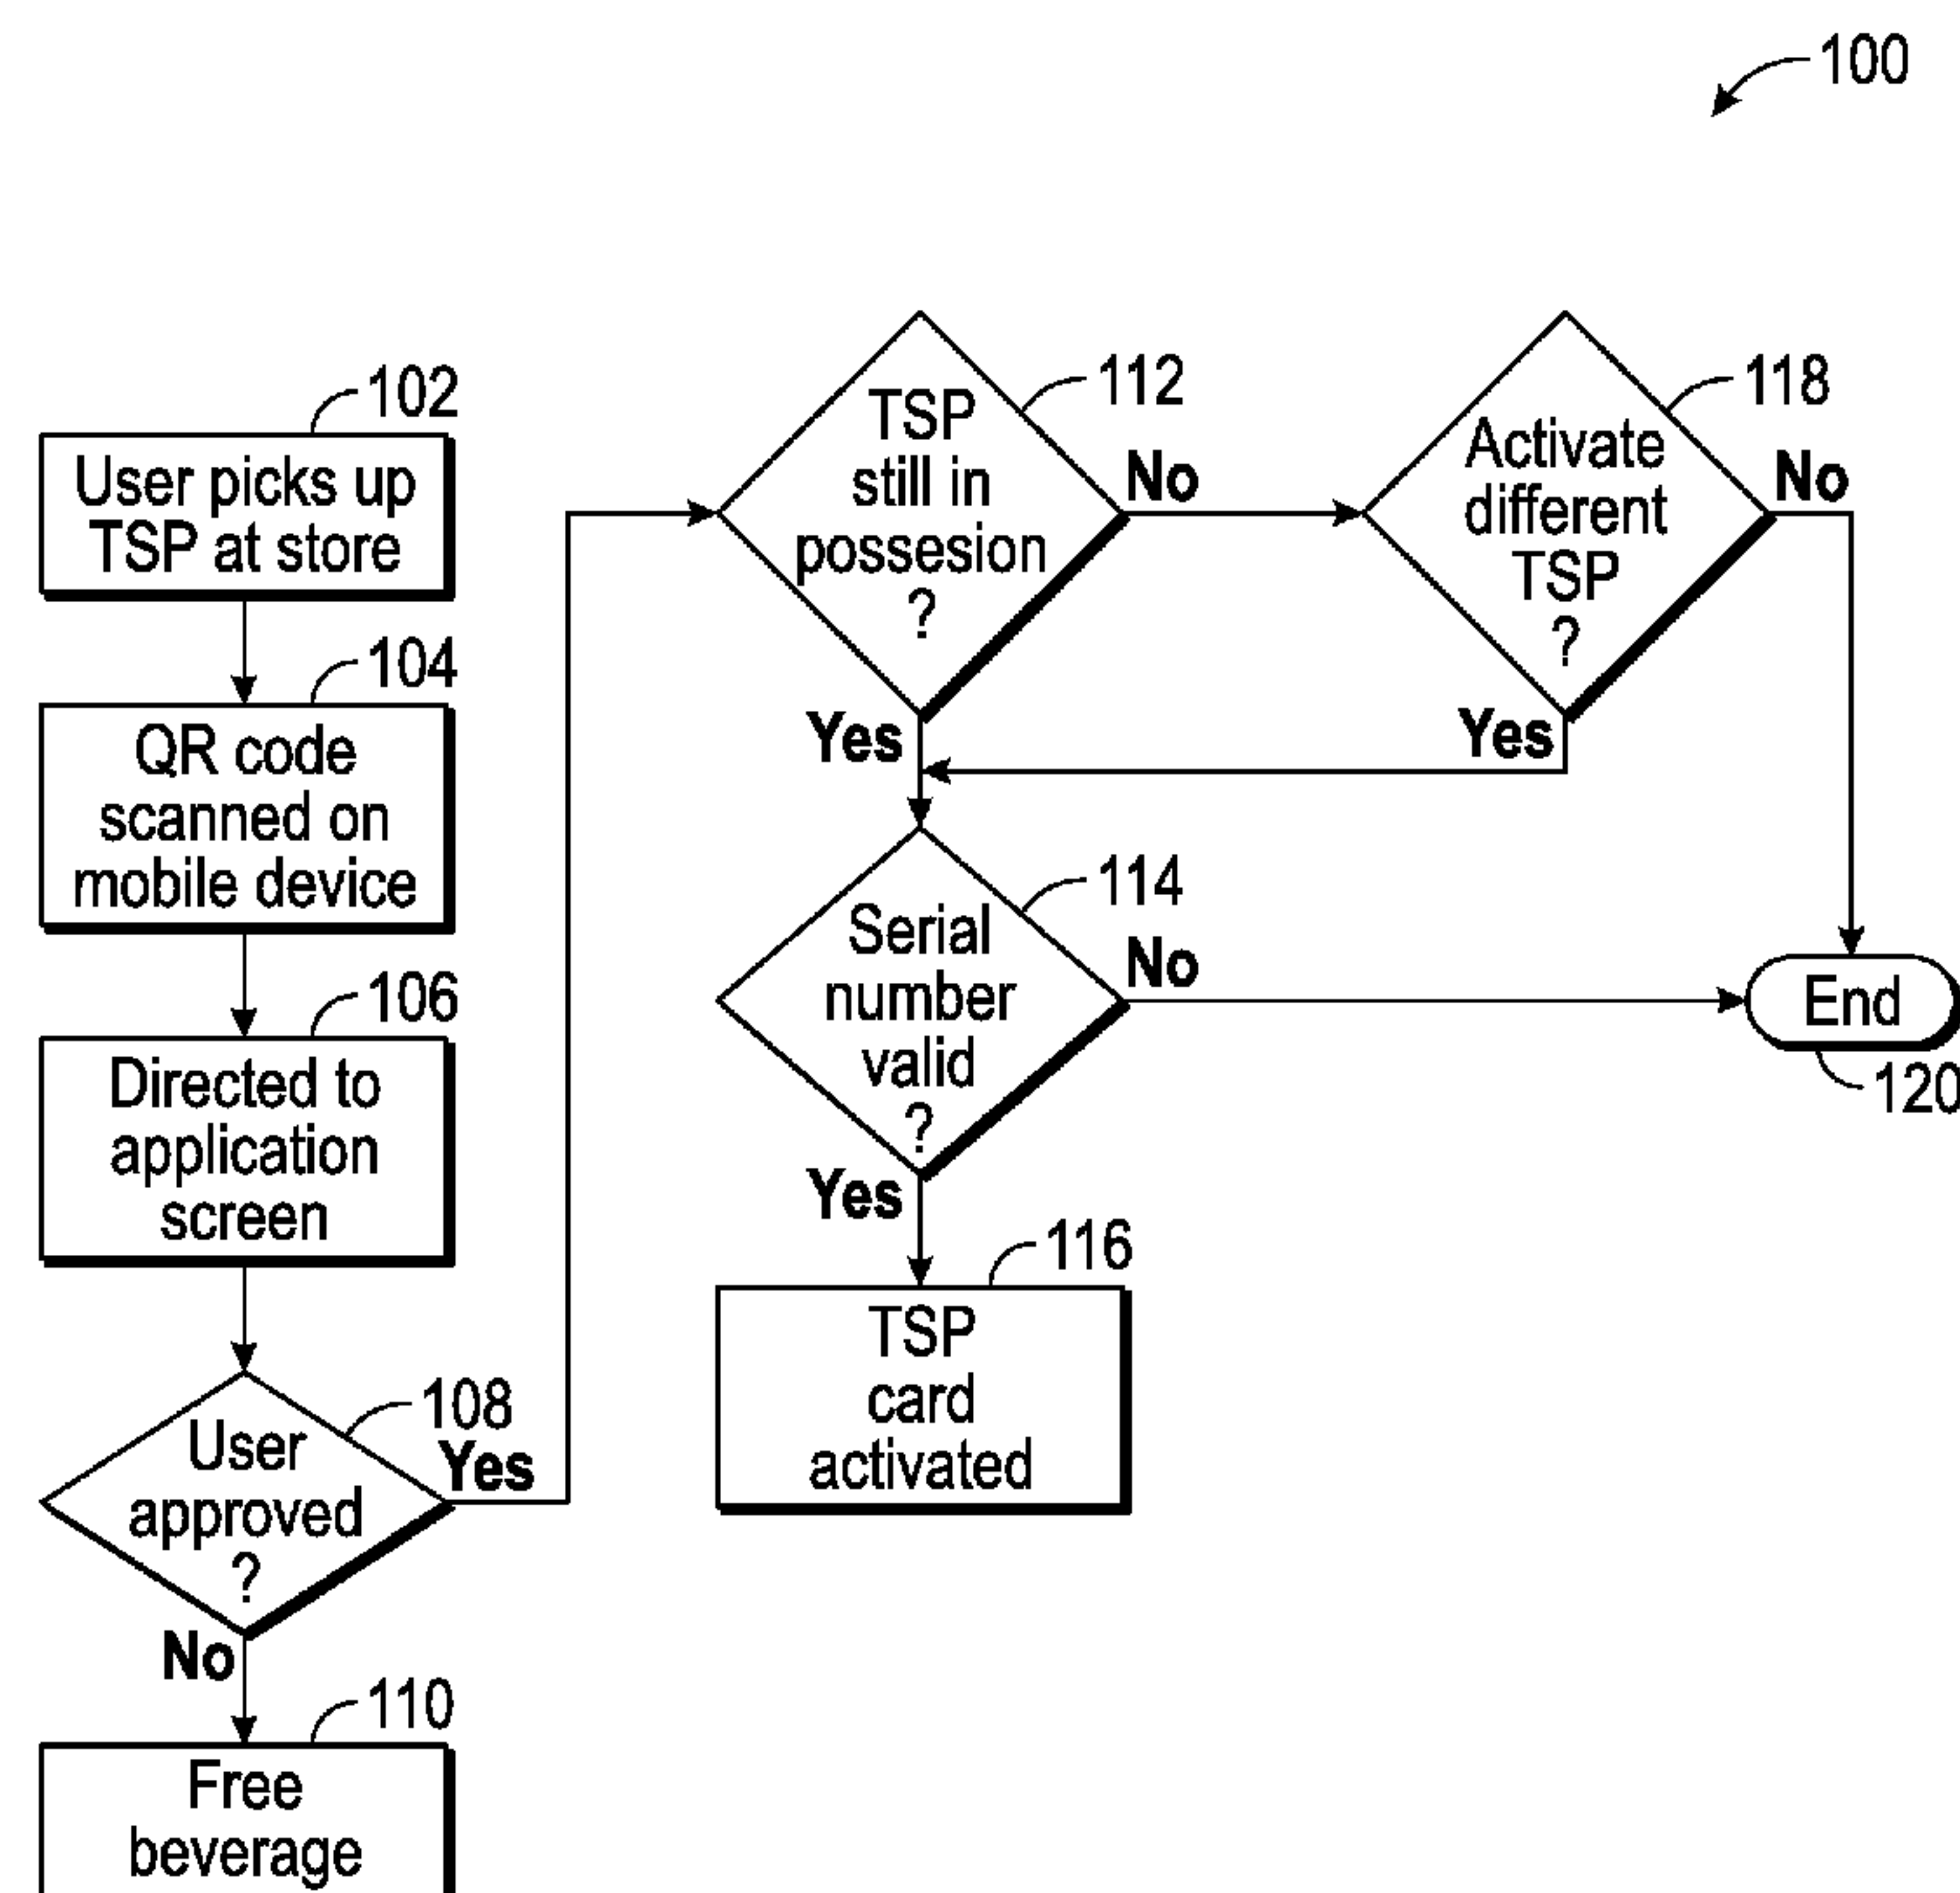 100
102
User picks up
TSP at store
104
QR code
scanned on
mobile device
106
Directed to
application
screen
108
User
approved
?
Yes
No
110
Free
beverage
112
TSP
still in
possesion
?
No
Yes
118
Activate
different
TSP
?
No
Yes
114
Serial
number
valid
?
No
Yes
116
TSP
card
activated
End
120